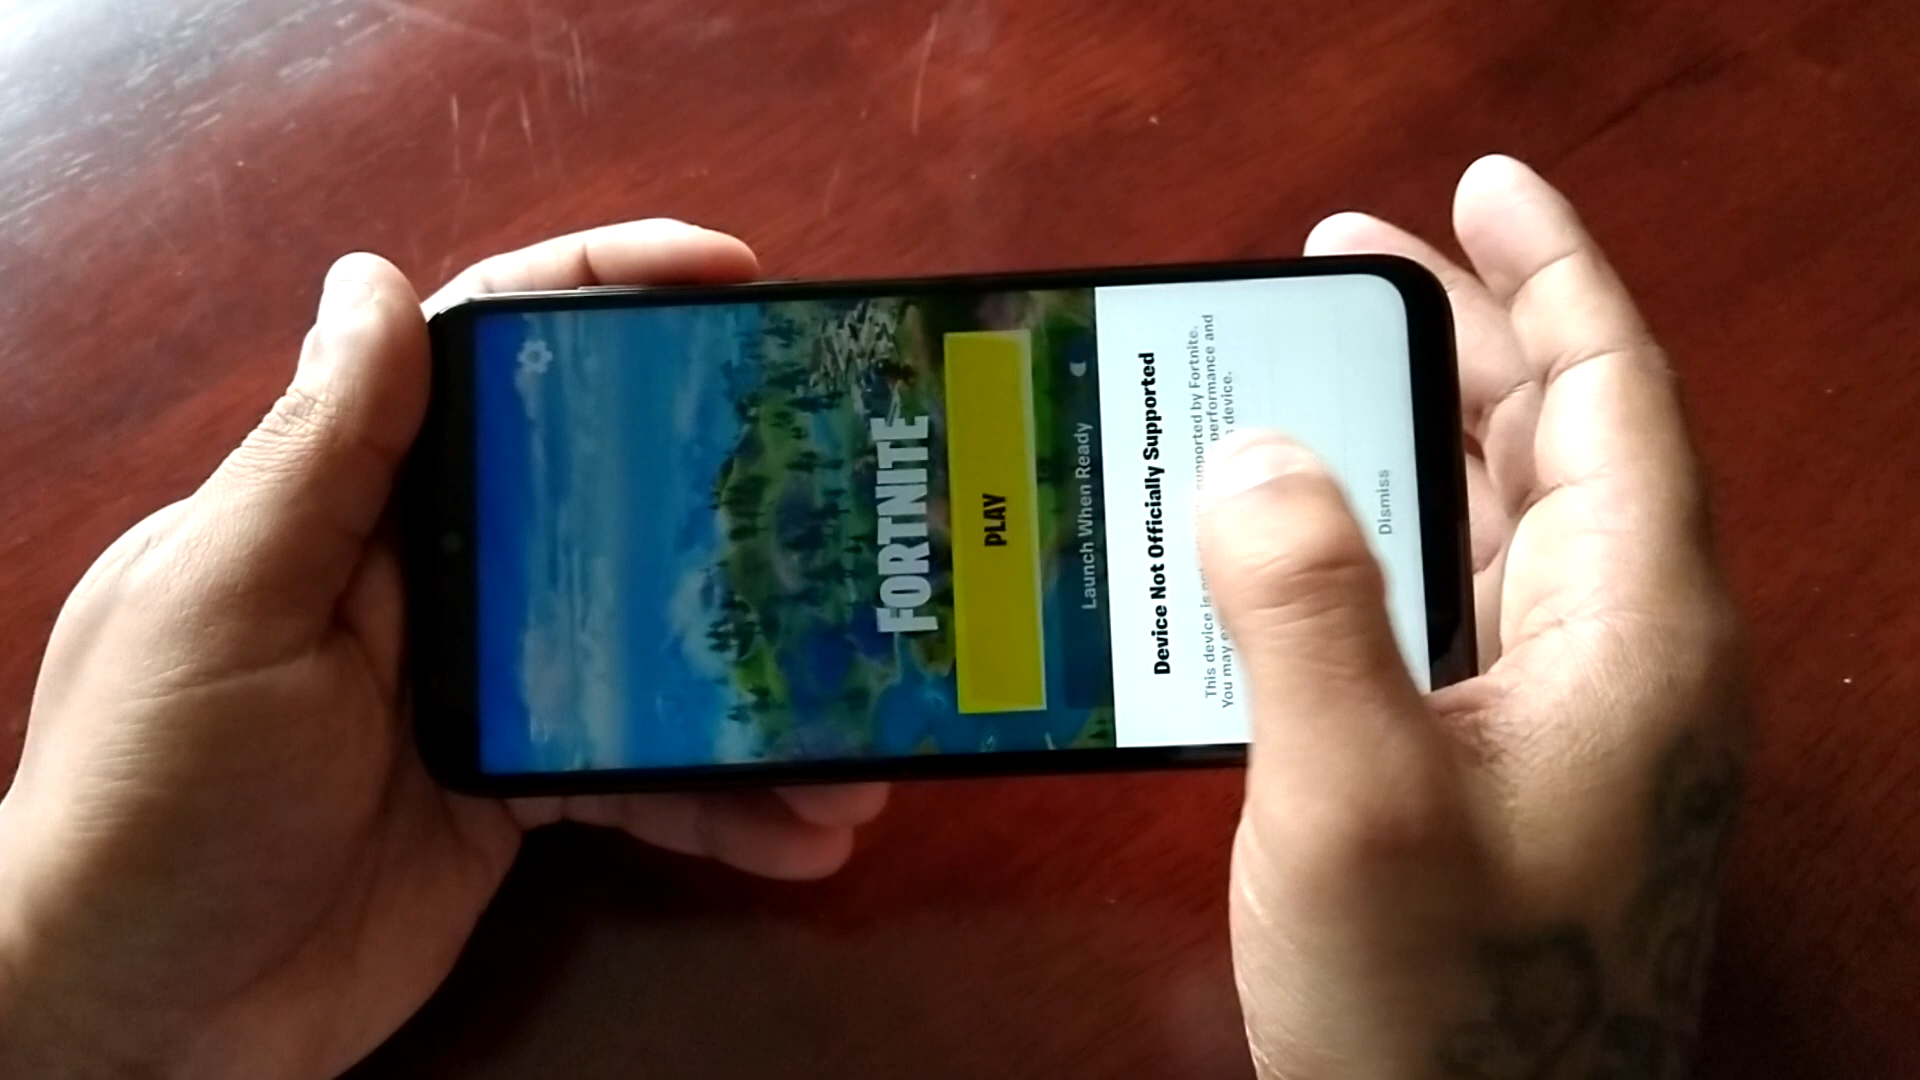 FORTNITE
PLAY
Launch When Ready
Device Not Officially Supported
This device is not supported by Fortnite.
You may performance and
device.
Dismiss